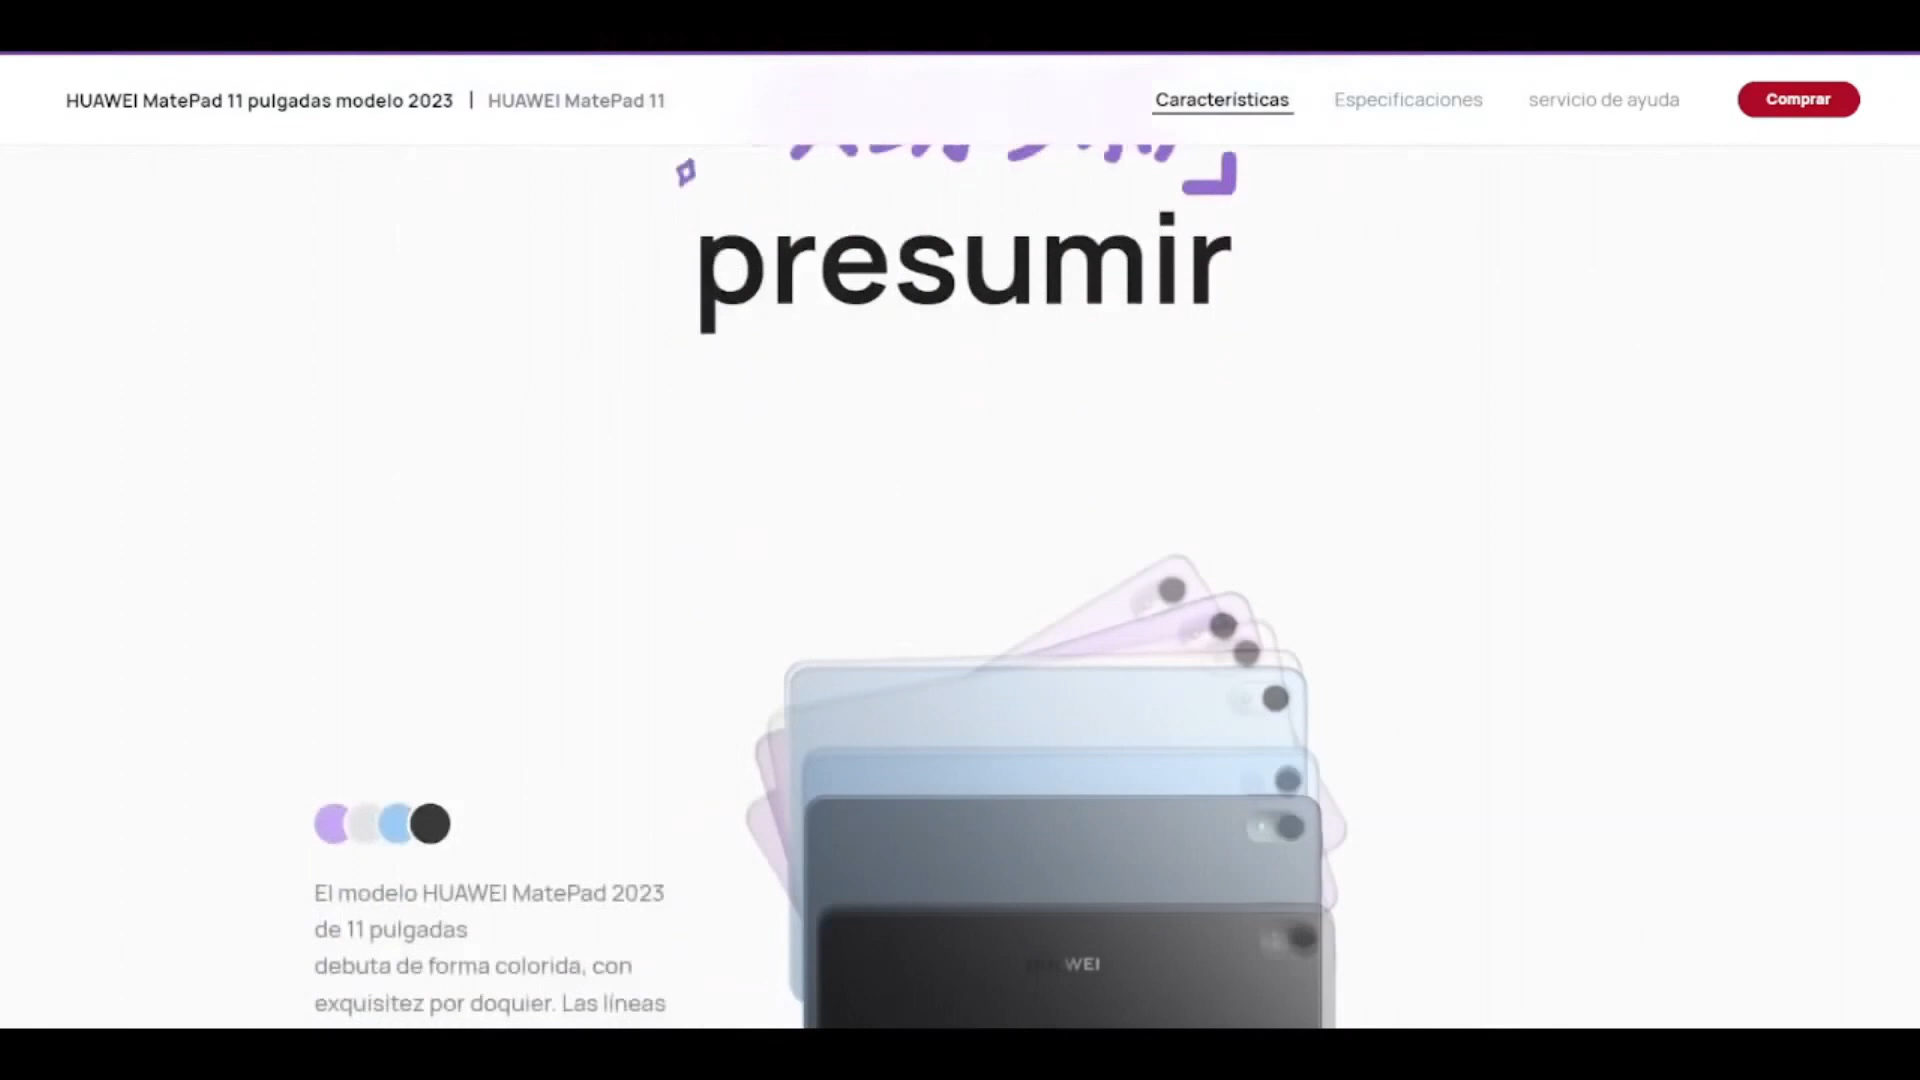 HUAWEI MatePad 11 pulgadas modelo 2023 | HUAWEI MatePad 11
Características
Especificaciones
servicio de ayuda
Comprar
presumir
El modelo HUAWEI MatePad 2023
de 11 pulgadas
debuta de forma colorida, con
exquisitez por doquier. Las líneas